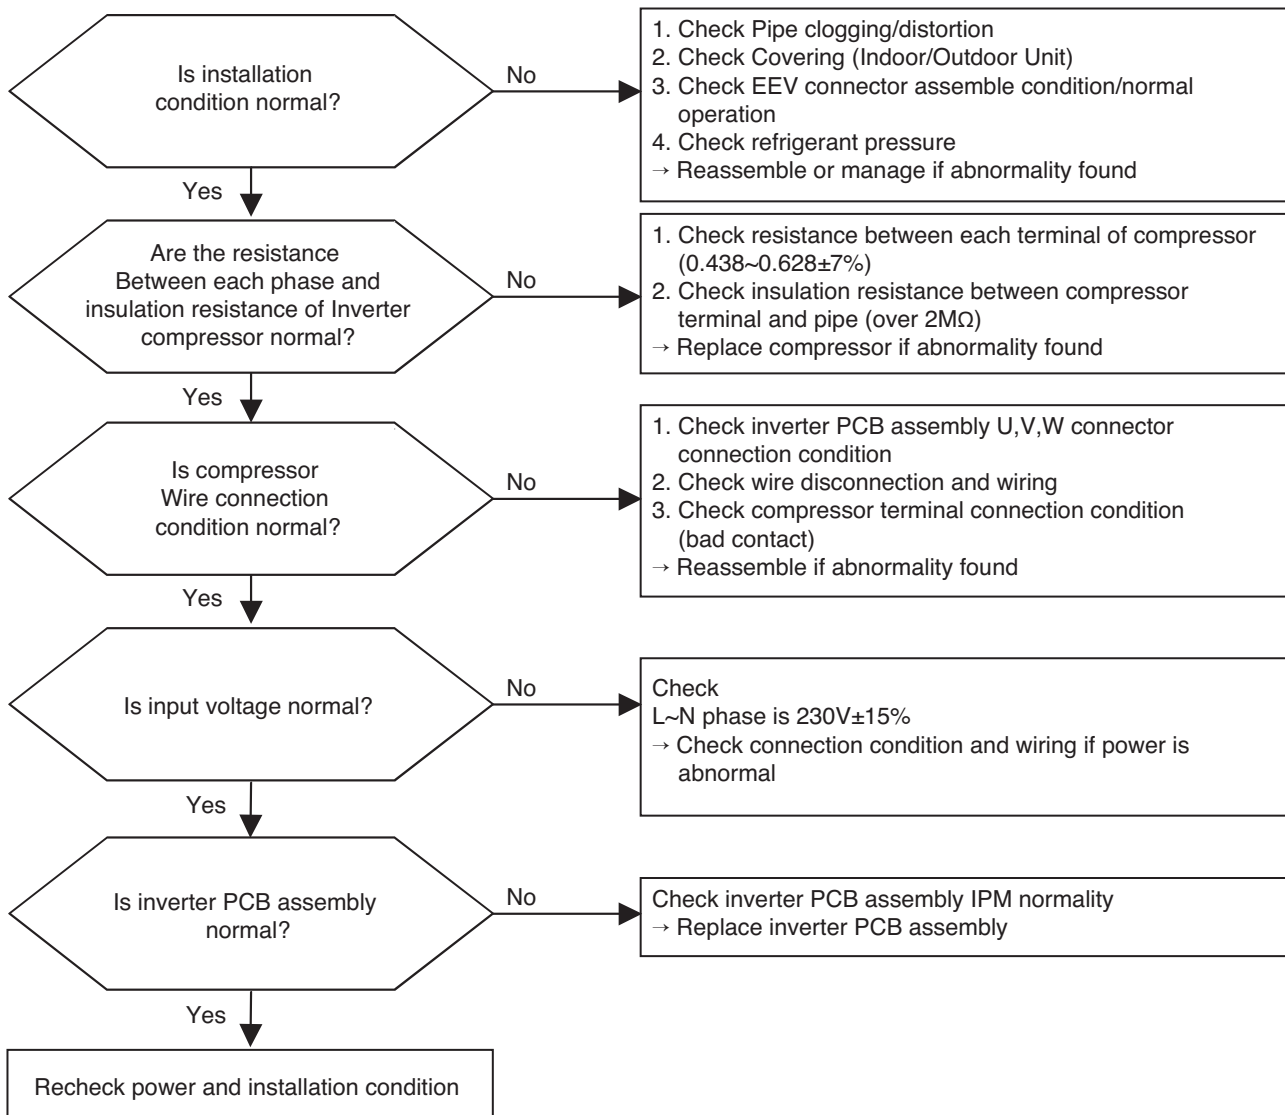 Is installation
condition normal?
No
1. Check Pipe clogging/distortion
2. Check Covering (Indoor/Outdoor Unit)
3. Check EEV connector assemble condition/normal
operation
4. Check refrigerant pressure
→ Reassemble or manage if abnormality found
Yes
Are the resistance
Between each phase and
insulation resistance of Inverter
compressor normal?
No
1. Check resistance between each terminal of compressor
(0.438~0.628±7%)
2. Check insulation resistance between compressor
terminal and pipe (over 2MΩ)
→ Replace compressor if abnormality found
Yes
Is compressor
Wire connection
condition normal?
No
1. Check inverter PCB assembly U,V,W connector
connection condition
2. Check wire disconnection and wiring
3. Check compressor terminal connection condition
(bad contact)
→ Reassemble if abnormality found
Yes
Is input voltage normal?
No
Check
L~N phase is 230V±15%
→ Check connection condition and wiring if power is
abnormal
Yes
Is inverter PCB assembly
normal?
No
Check inverter PCB assembly IPM normality
→ Replace inverter PCB assembly
Yes
Recheck power and installation condition